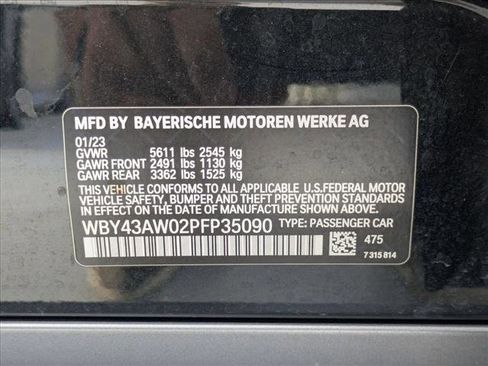 MFD BY BAYERISCHE MOTOREN WERKE AG
01/23
GVWR 5611 lbs 2545 kg
GAWR FRONT 2491 lbs 1130 kg
GAWR REAR 3362 lbs 1525 kg
THIS VEHICLE CONFORMS TO ALL APPLICABLE U.S.FEDERAL MOTOR
VEHICLE SAFETY, BUMPER AND THEFT PREVENTION STANDARDS
IN EFFECT ON THE DATE OF MANUFACTURE SHOWN ABOVE.
WBY43AW02PFP35090 TYPE: PASSENGER CAR
475
7 315 814